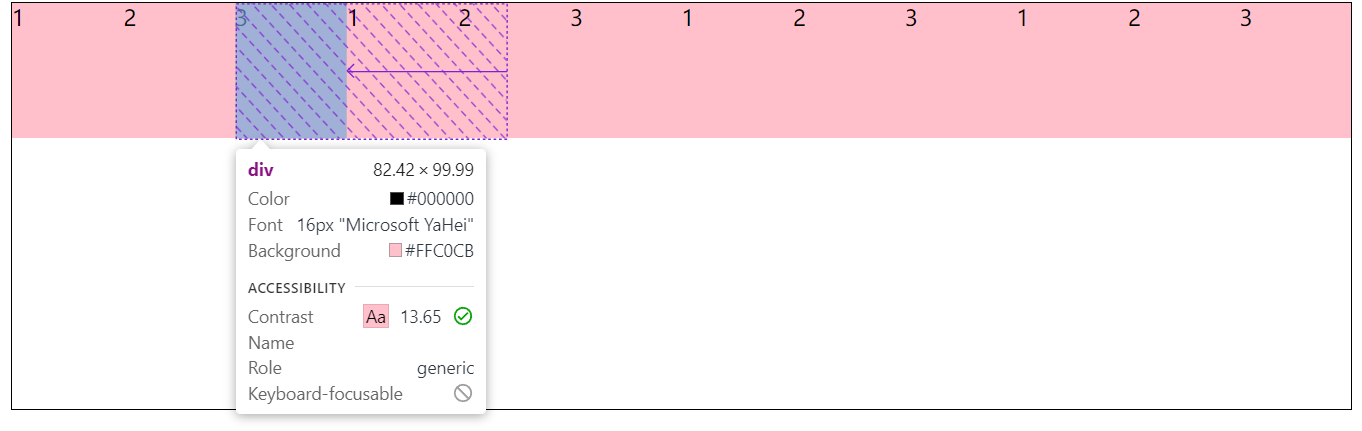 1 2 3 1 2 3 1 2 3 1 2 3
div 82.42 × 99.99
Color #000000
Font 16px "Microsoft YaHei"
Background #FFC0CB
ACCESSIBILITY
Contrast Aa 13.65
Name
Role generic
Keyboard-focusable